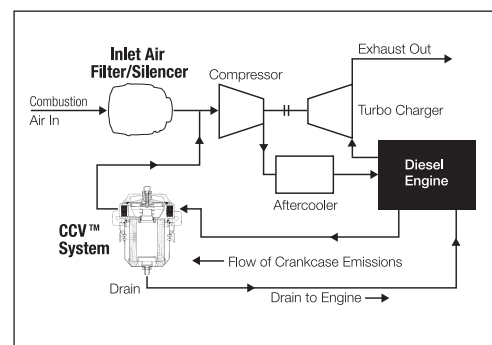 Inlet Air
Filter/Silencer
Compressor
Exhaust Out
Combustion
Air In
Turbo Charger
Diesel
Engine
Aftercooler
CCV™
System
Flow of Crankcase Emissions
Drain
Drain to Engine